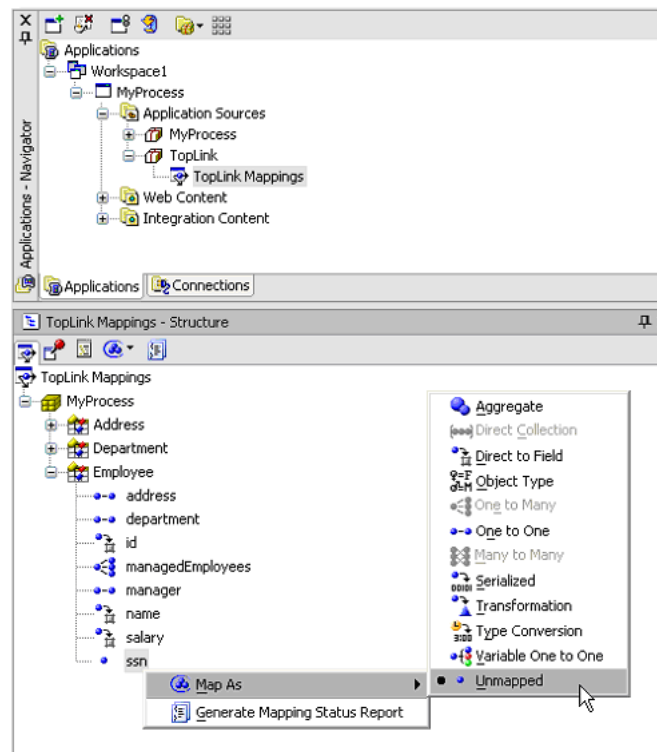 Applications
Workspace1
MyProcess
Application Sources
MyProcess
TopLink
TopLink Mappings
Web Content
Integration Content
Applications - Navigator
Applications
Connections
TopLink Mappings - Structure
TopLink Mappings
MyProcess
Address
Department
Employee
address
department
id
managedEmployees
manager
name
salary
ssn
Map As
Generate Mapping Status Report
Aggregate
Direct Collection
Direct to Field
Object Type
One to Many
One to One
Many to Many
Serialized
Transformation
Type Conversion
Variable One to One
Unmapped